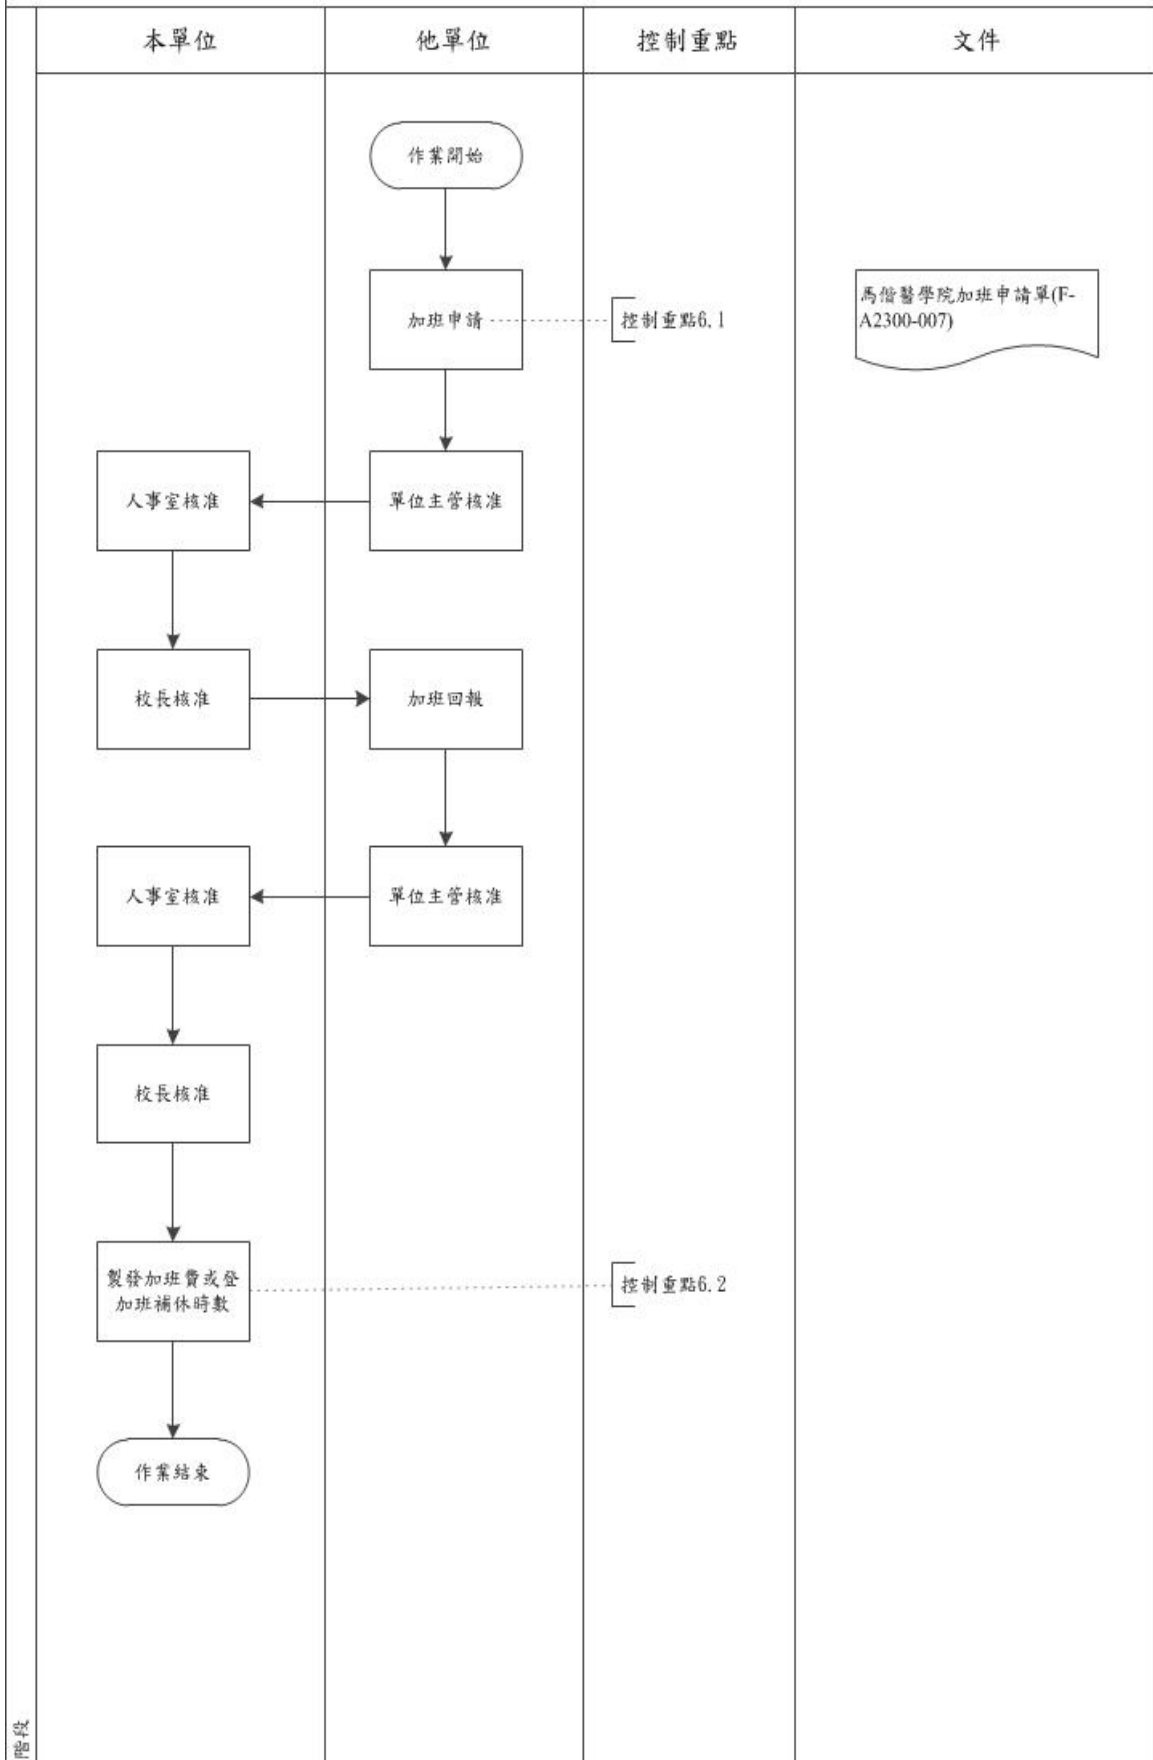 本單位
他單位
控制重點
文件
作業開始
加班申請
控制重點6.1
馬偕醫學院加班申請單(F-
A2300-007)
人事室核准
單位主管核准
校長核准
加班回報
人事室核准
單位主管核准
校長核准
製發加班費或登
加班補休時數
控制重點6.2
作業結束
階段